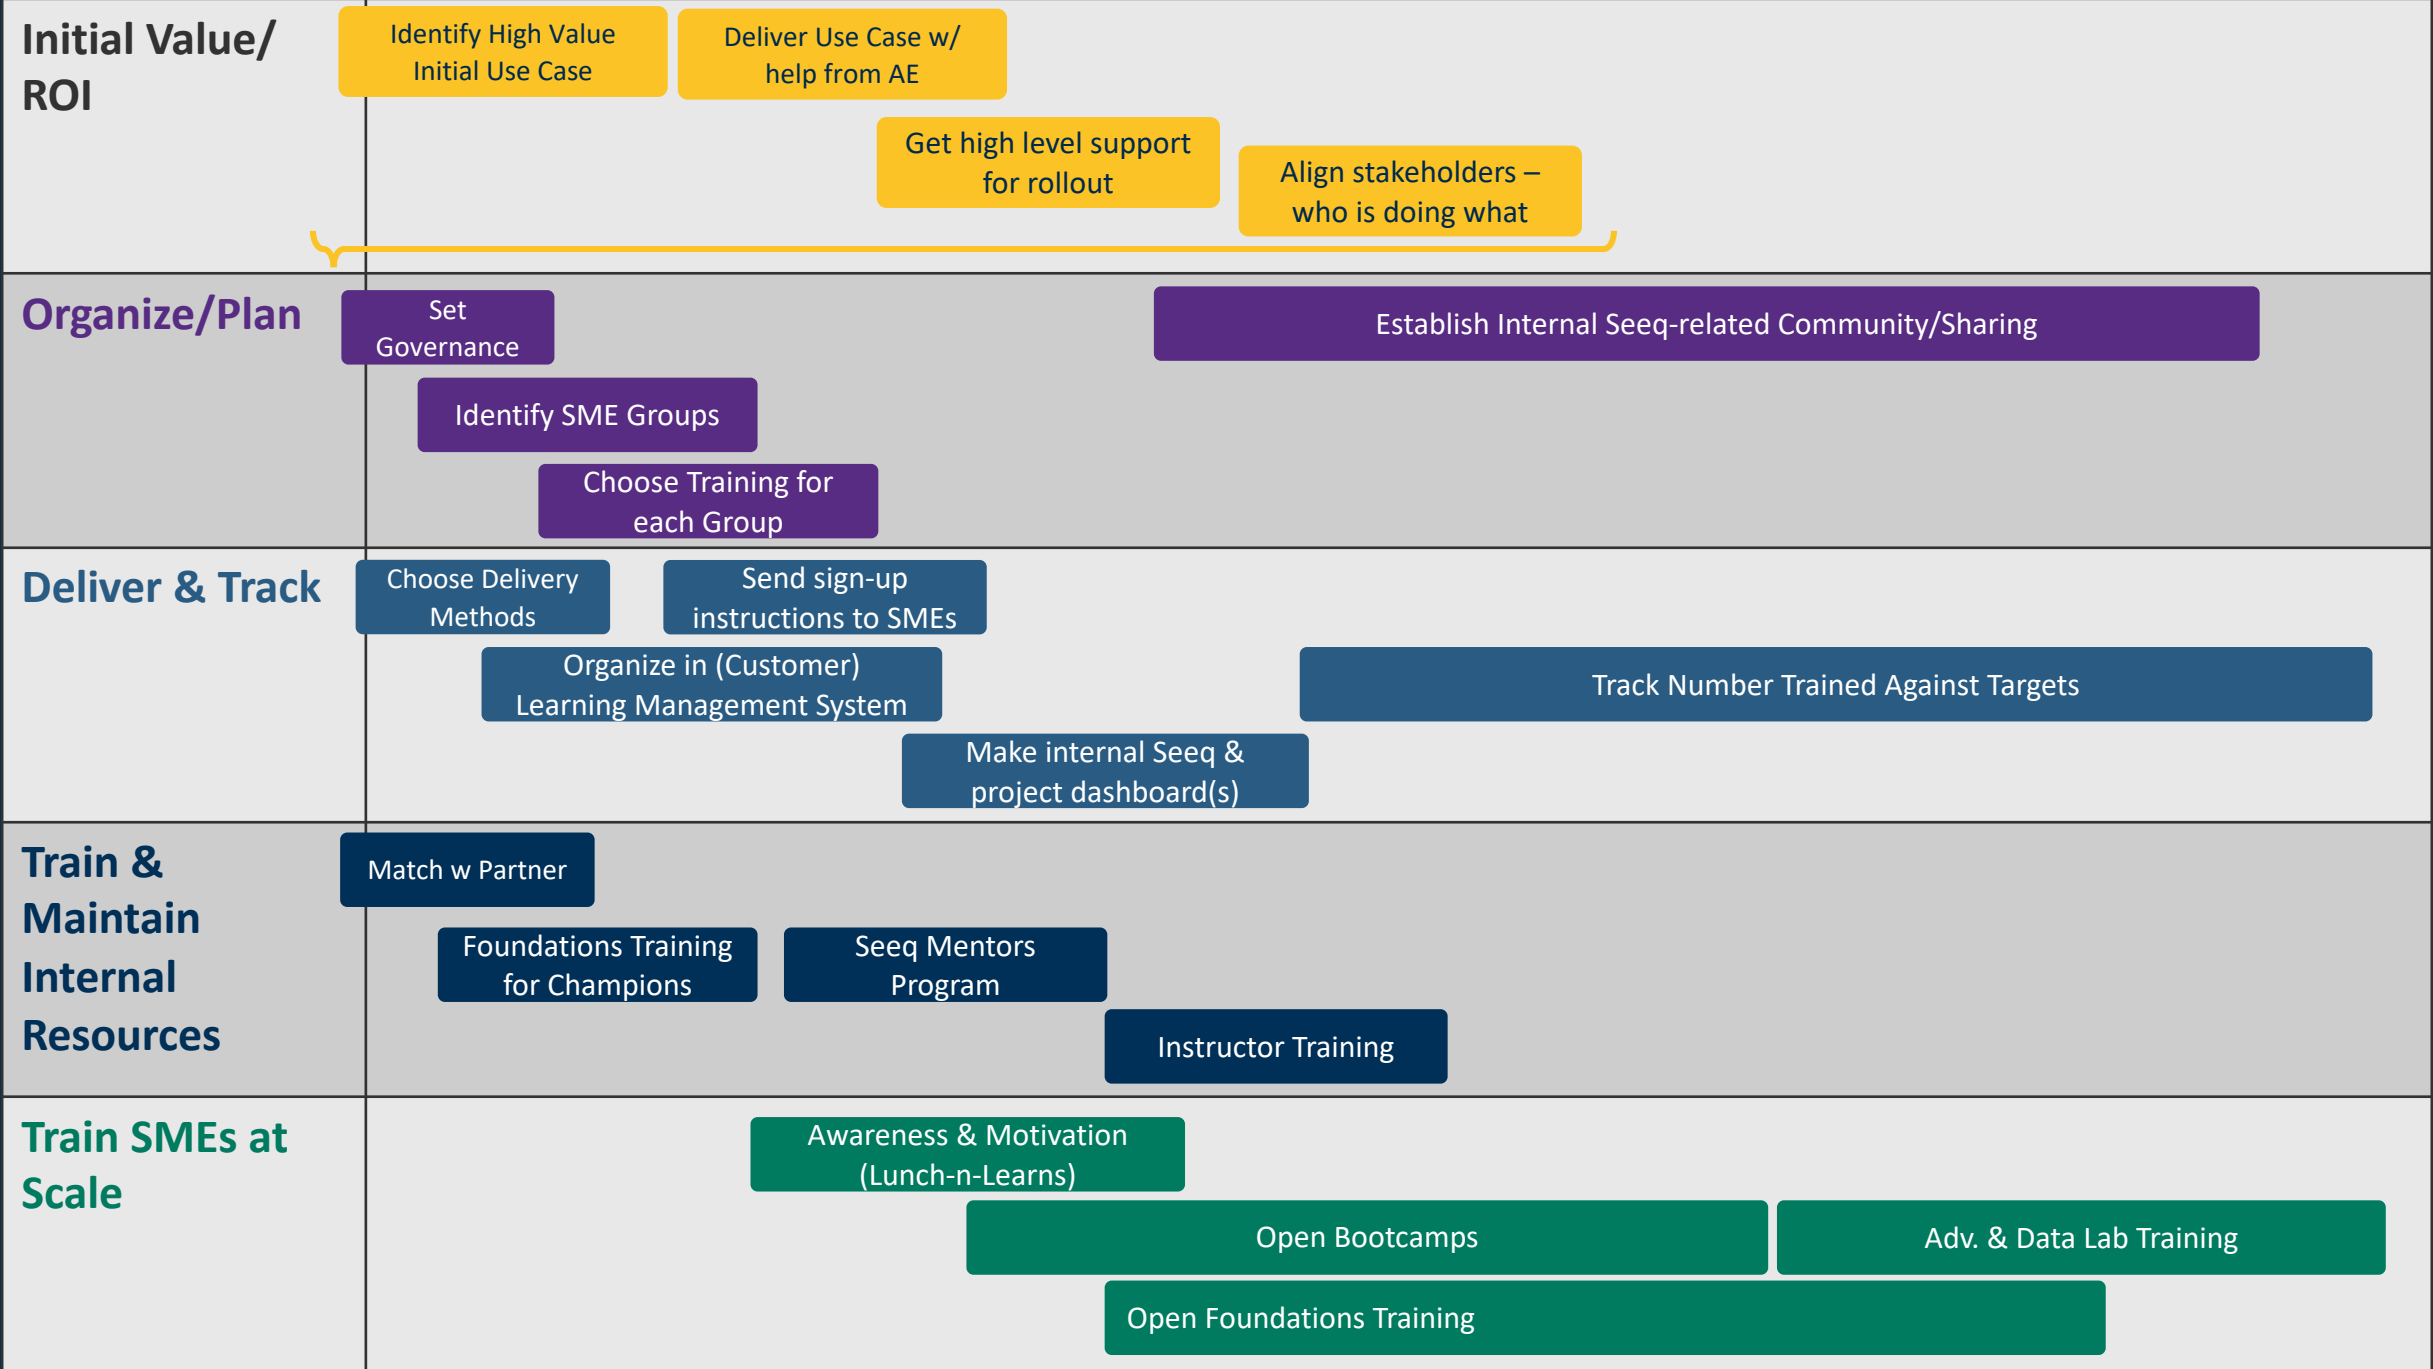 Initial Value/
ROI
Identify High Value
Initial Use Case
Deliver Use Case w/
help from AE
Get high level support
for rollout
Align stakeholders –
who is doing what
Organize/Plan
Set
Governance
Establish Internal Seeq-related Community/Sharing
Identify SME Groups
Choose Training for
each Group
Deliver & Track
Choose Delivery
Methods
Send sign-up
instructions to SMEs
Organize in (Customer)
Learning Management System
Track Number Trained Against Targets
Make internal Seeq &
project dashboard(s)
Train &
Maintain
Internal
Resources
Match w Partner
Foundations Training
for Champions
Seeq Mentors
Program
Instructor Training
Train SMEs at
Scale
Awareness & Motivation
(Lunch-n-Learns)
Open Bootcamps
Adv. & Data Lab Training
Open Foundations Training